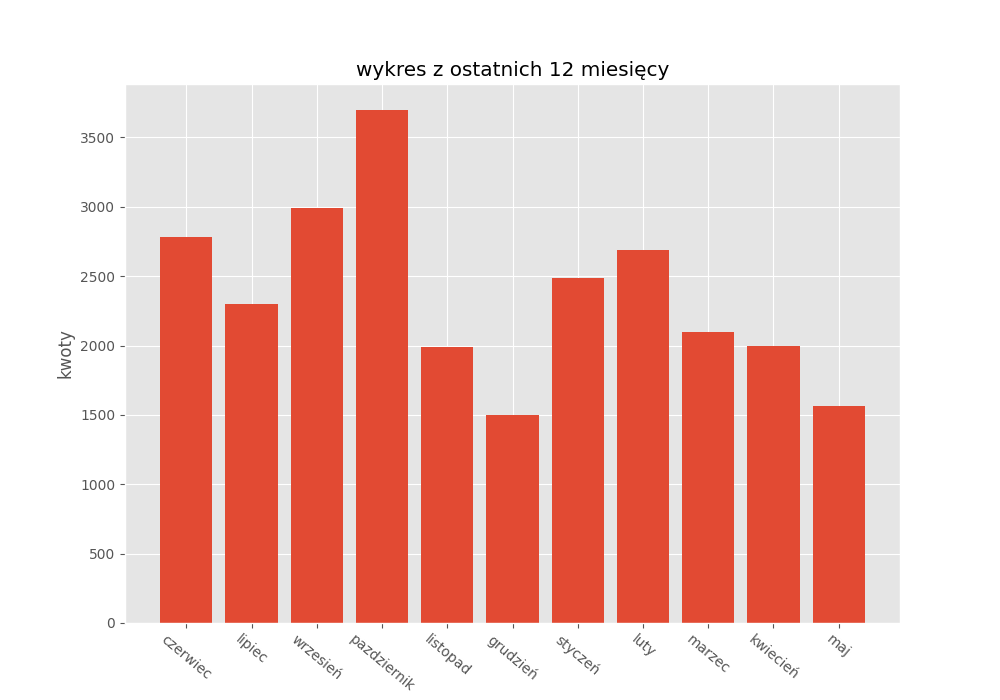 wykres z ostatnich 12 miesięcy
kwoty
3500
3000
2500
2000
1500
1000
500
0
czerwiec
lipiec
wrzesień
pazdziernik
listopad
grudzień
styczeń
luty
marzec
kwiecień
maj